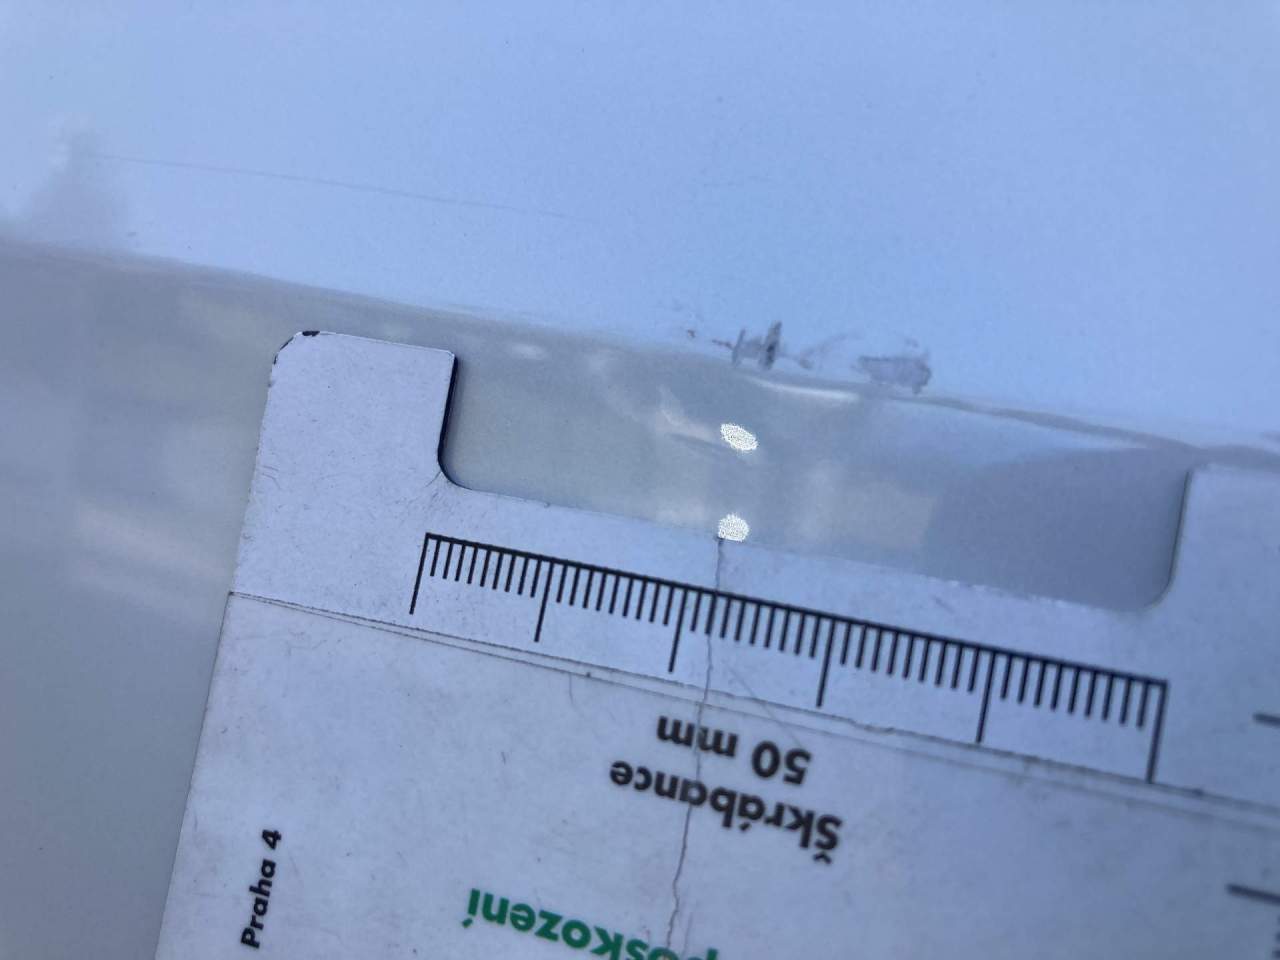 50 mm
Škrábance
poškození
Praha 4